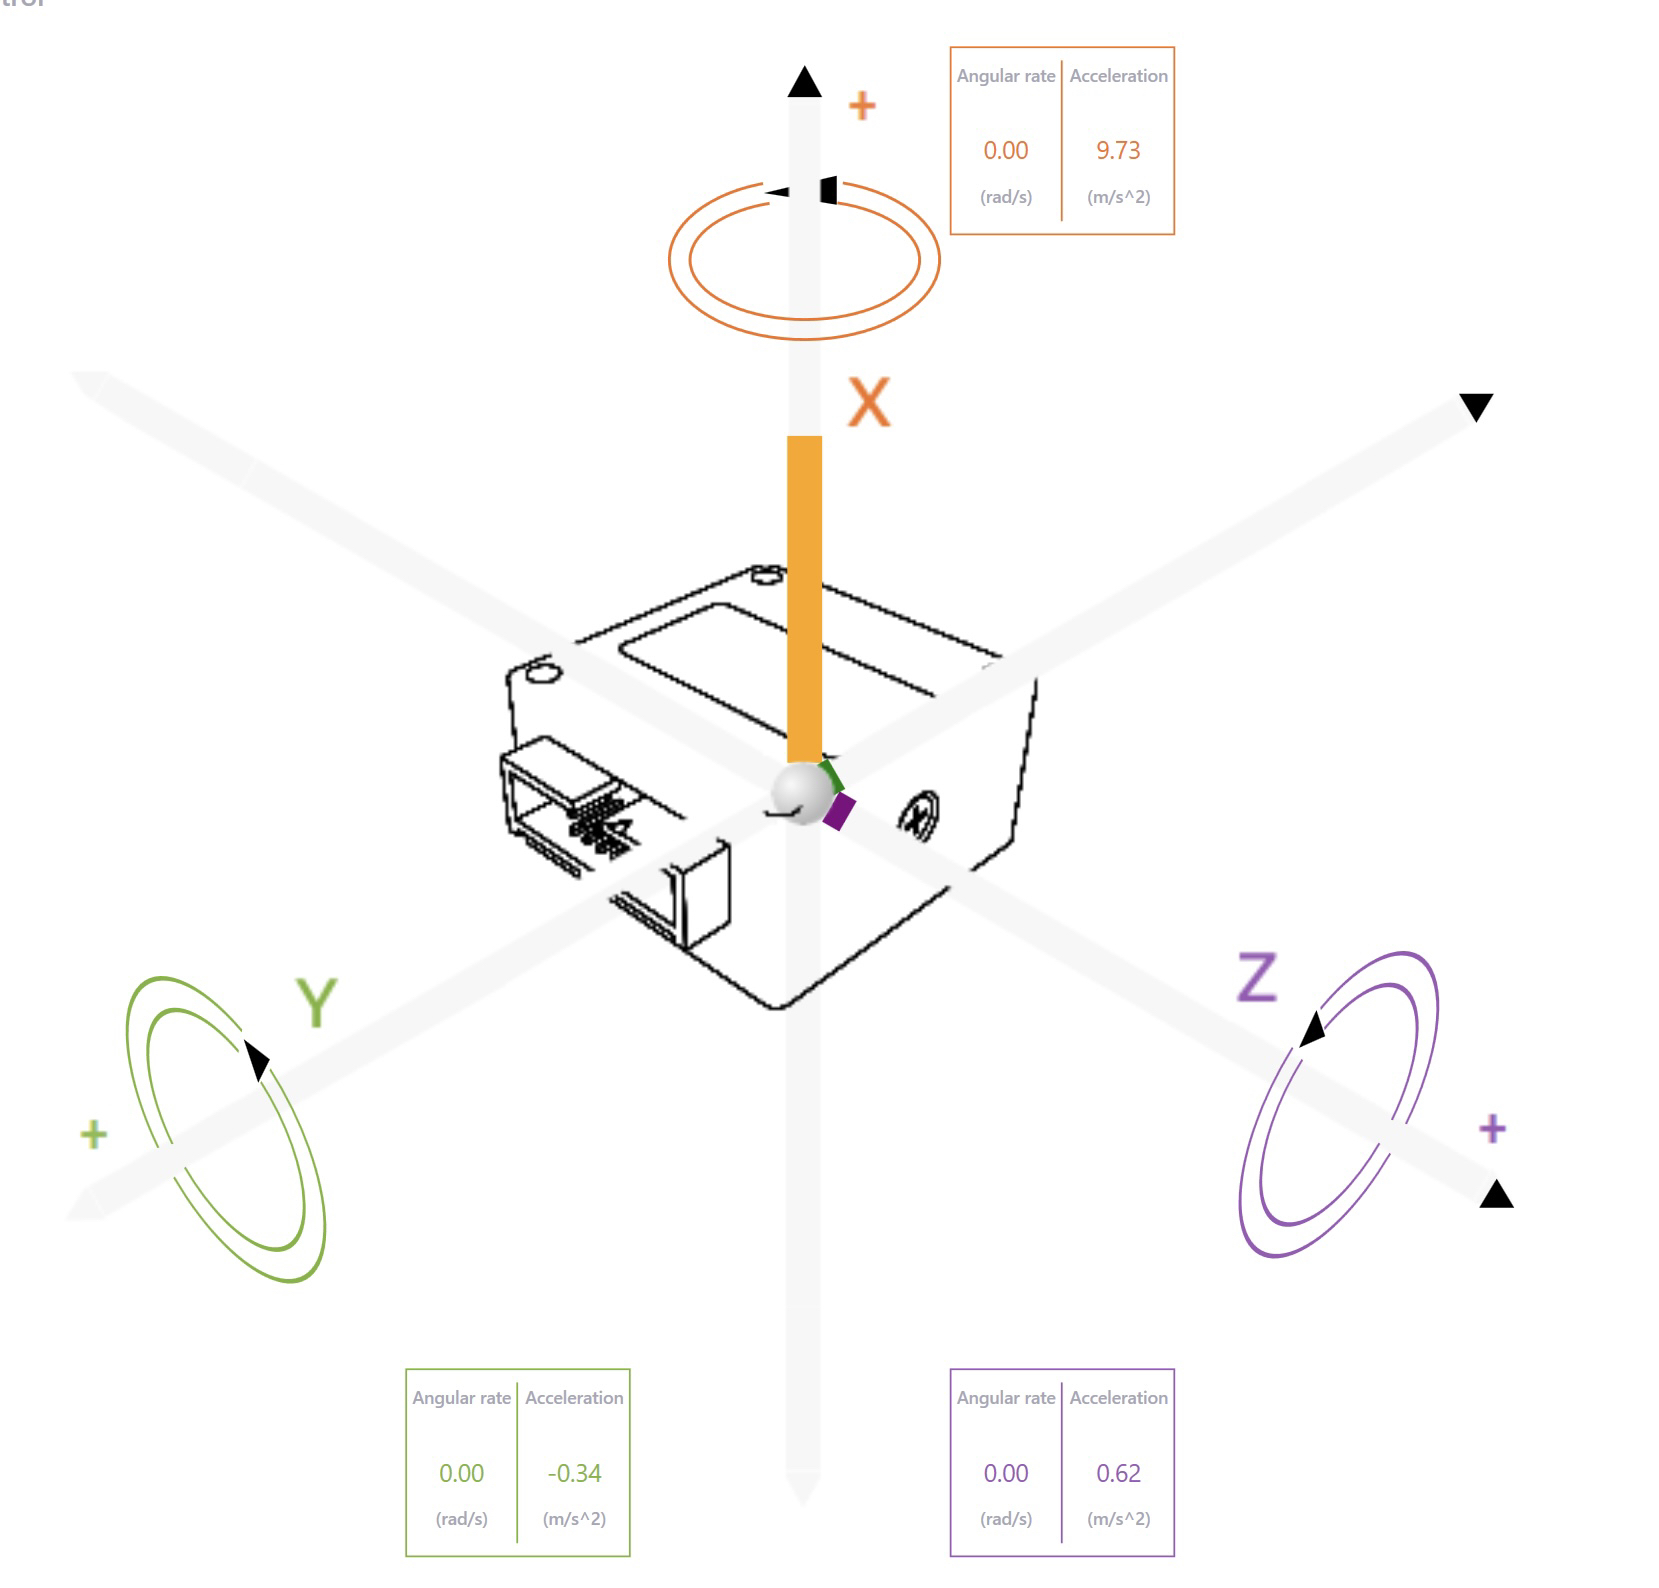 +
Angular rate Acceleration
0.00 9.73
(rad/s) (m/s^2)
X
Y
Z
+
+
Angular rate Acceleration
0.00 -0.34
(rad/s) (m/s^2)
Angular rate Acceleration
0.00 0.62
(rad/s) (m/s^2)